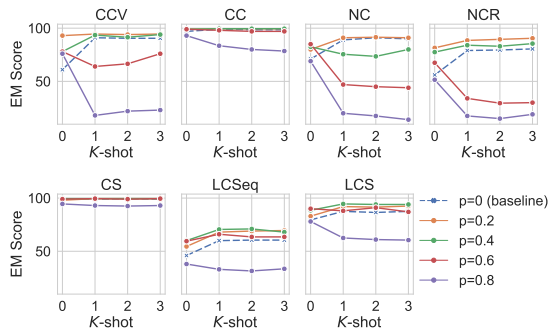 CCV CC NC NCR
EM Score
100
50
0 1 2 3 0 1 2 3 0 1 2 3 0 1 2 3
K-shot K-shot K-shot K-shot
CS LCSeq LCS
EM Score
100
50
0 1 2 3 0 1 2 3 0 1 2 3
K-shot K-shot K-shot
p=0 (baseline)
p=0.2
p=0.4
p=0.6
p=0.8